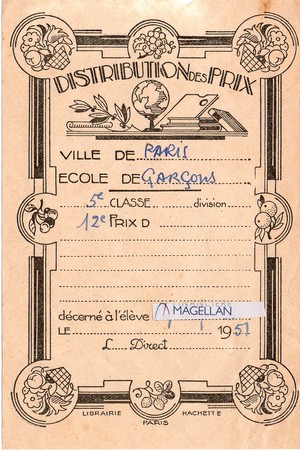 DISTRIBUTION DES PRIX
VILLE DE PARIS
ECOLE DE GARÇONS
5e CLASSE division
12e PRIX D
décerné à l'élève MAGELLAN
LE 1951
L Direct
LIBRAIRIE HACHETTE
PARIS